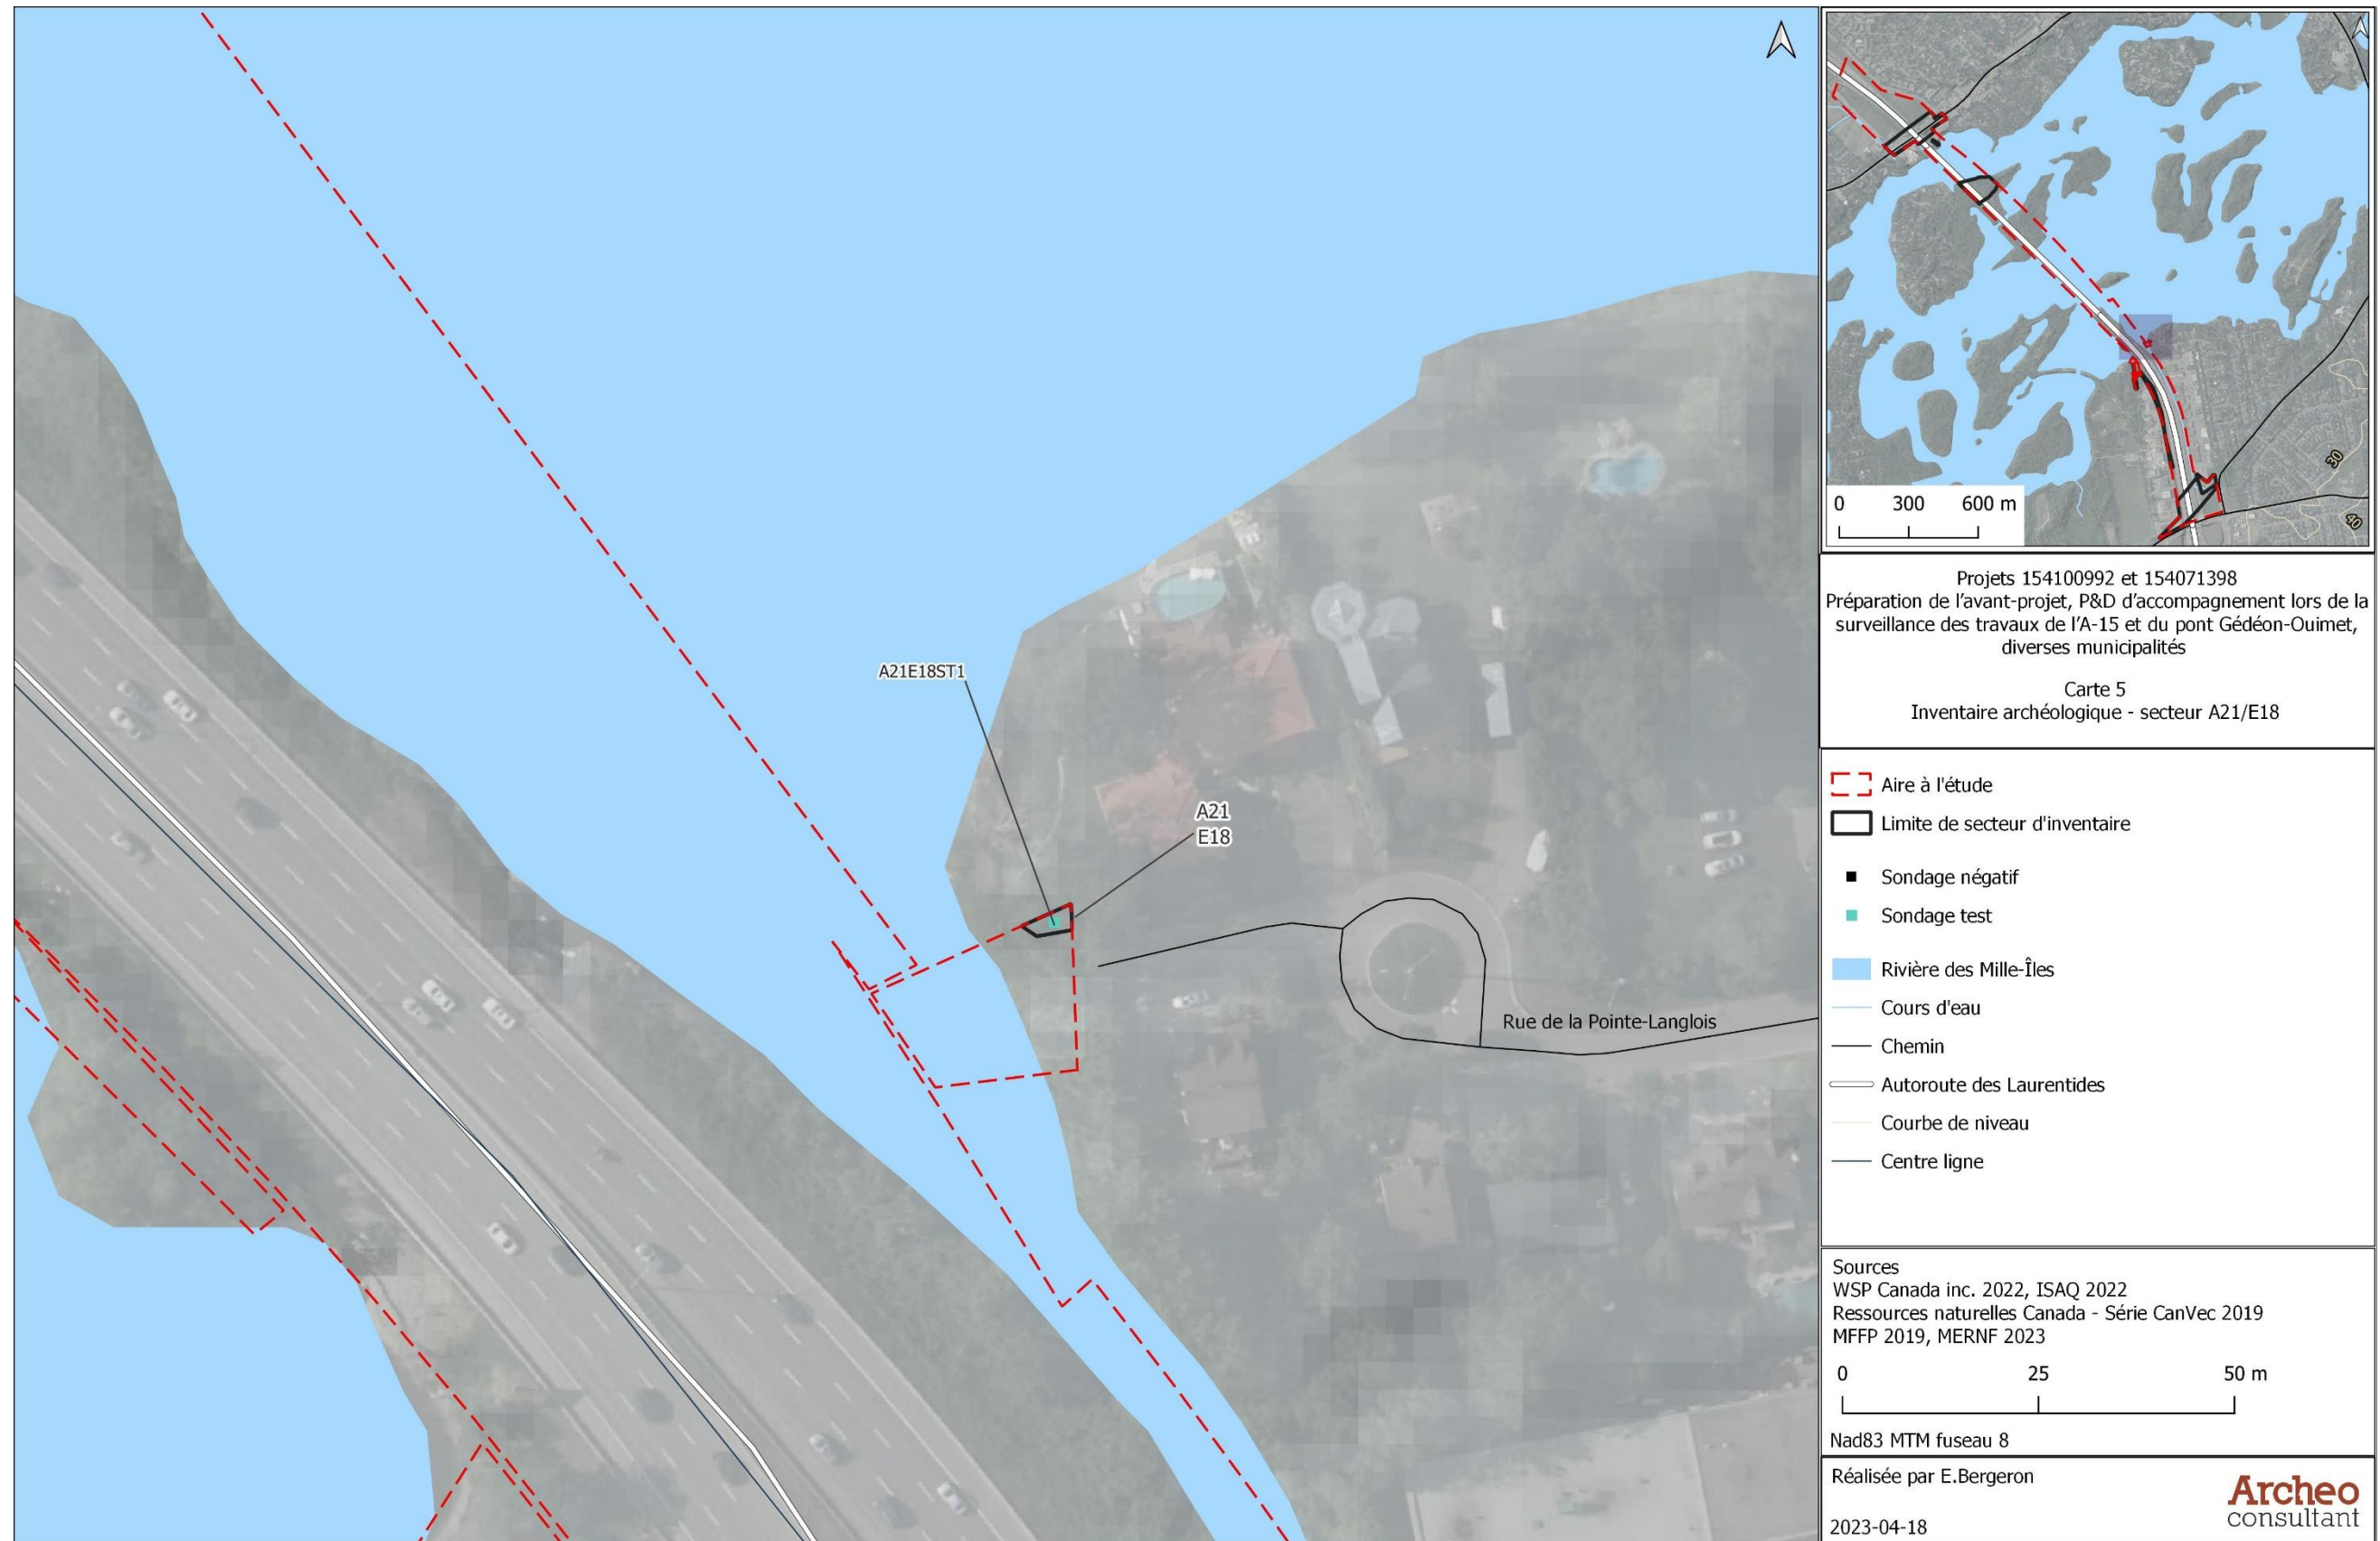 A21E18ST1
A21
E18
Rue de la Pointe-Langlois
30
40
0 300 600 m
Projets 154100992 et 154071398
Préparation de l'avant-projet, P&D d'accompagnement lors de la
surveillance des travaux de l'A-15 et du pont Gédéon-Ouimet,
diverses municipalités
Carte 5
Inventaire archéologique - secteur A21/E18
Aire à l'étude
Limite de secteur d'inventaire
Sondage négatif
Sondage test
Rivière des Mille-Îles
Cours d'eau
Chemin
Autoroute des Laurentides
Courbe de niveau
Centre ligne
Sources
WSP Canada inc. 2022, ISAQ 2022
Ressources naturelles Canada - Série CanVec 2019
MFFP 2019, MERNF 2023
0 25 50 m
Nad83 MTM fuseau 8
Réalisée par E.Bergeron
2023-04-18
Archeo
consultant